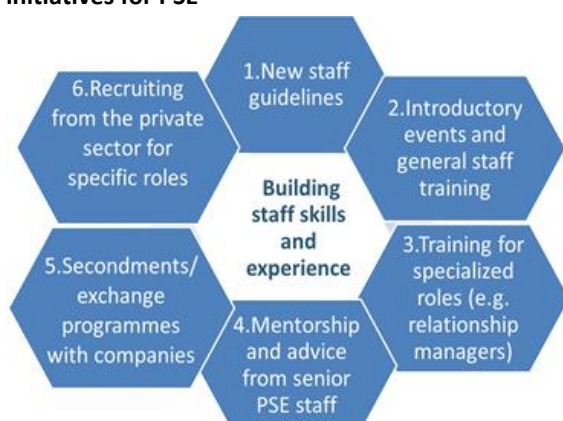 initiatives for PSE
1.New staff
guidelines
2.Introductory
events and
general staff
training
3.Training for
specialized
roles (e.g.
relationship
managers)
4.Mentorship
and advice
from senior
PSE staff
5.Secondments/
exchange
programmes
with companies
6.Recruiting
from the private
sector for
specific roles
Building
staff skills
and
experience